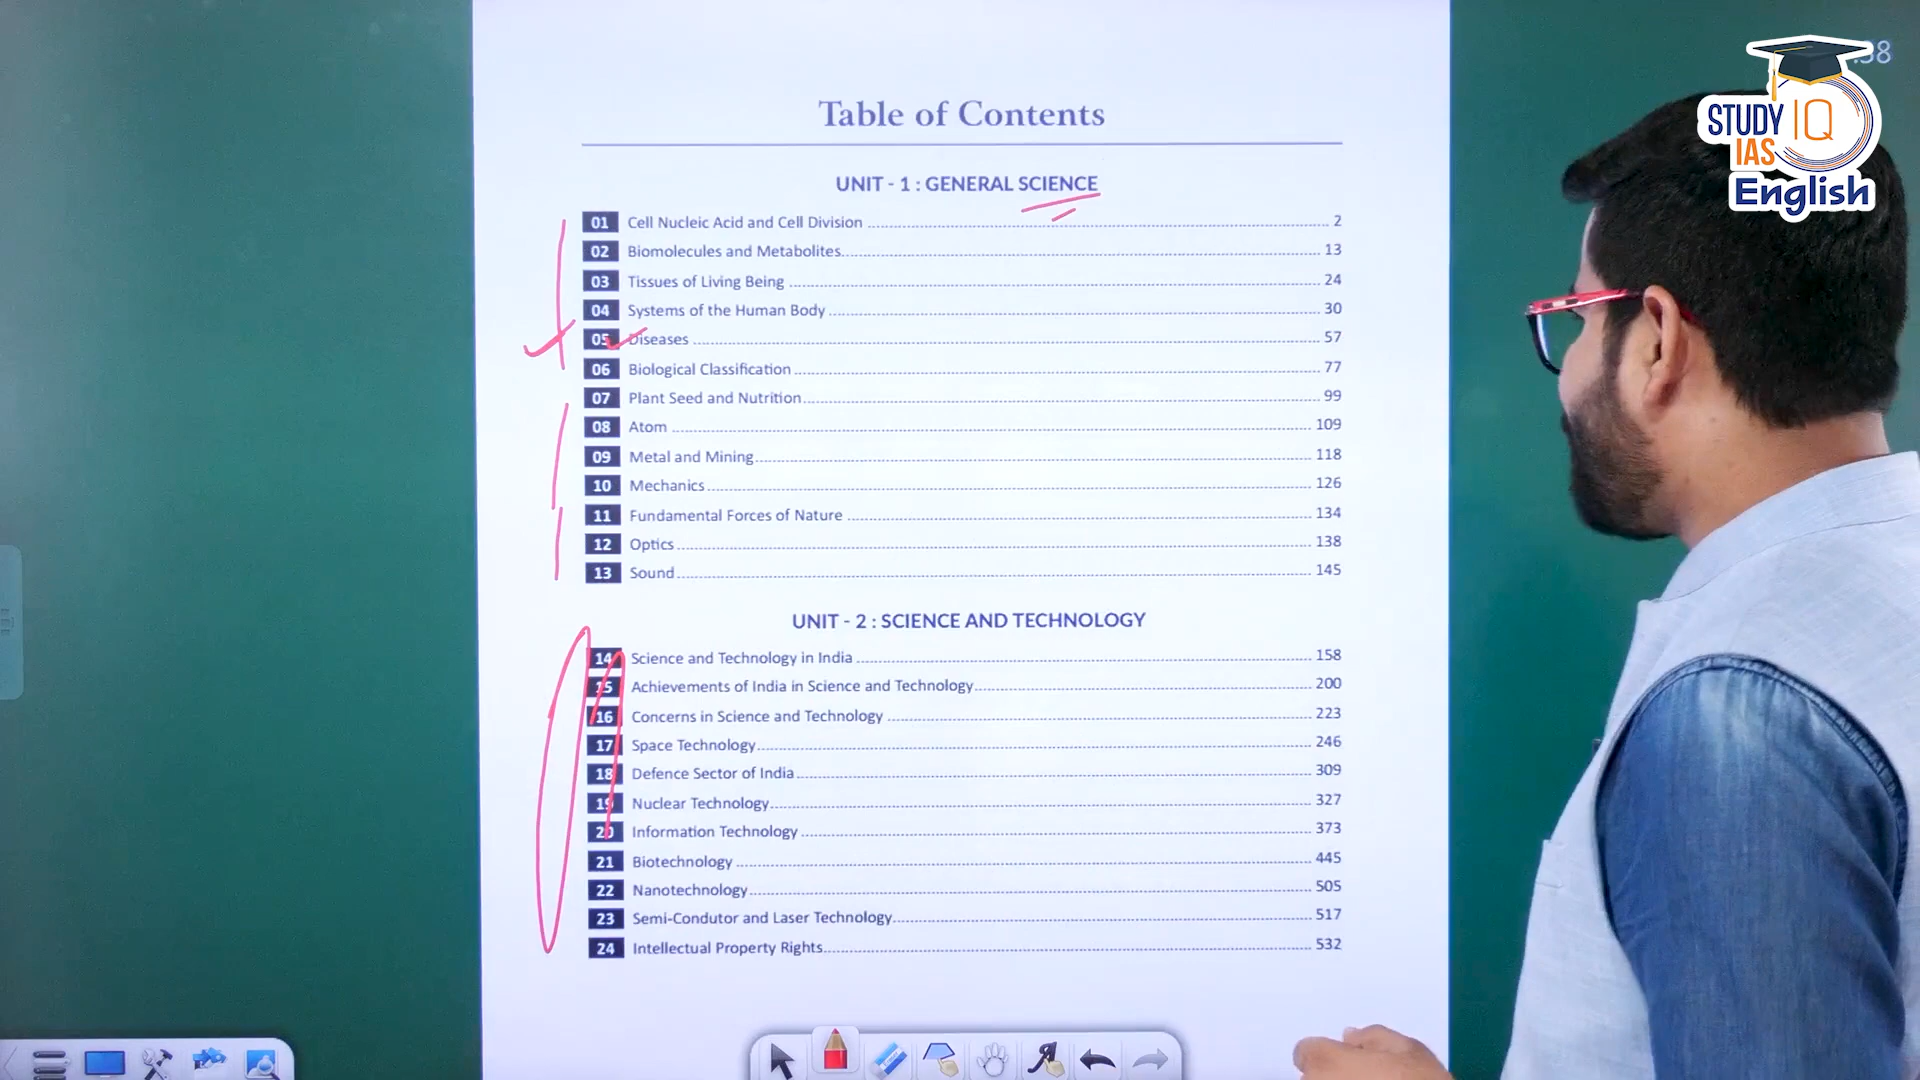 :38
STUDY IQ
IAS
English
Table of Contents
UNIT - 1 : GENERAL SCIENCE
01 Cell Nucleic Acid and Cell Division 2
02 Biomolecules and Metabolites 13
03 Tissues of Living Being 24
04 Systems of the Human Body 30
05 Diseases 57
06 Biological Classification 77
07 Plant Seed and Nutrition 99
08 Atom 109
09 Metal and Mining 118
10 Mechanics 126
11 Fundamental Forces of Nature 134
12 Optics 138
13 Sound 145
UNIT - 2 : SCIENCE AND TECHNOLOGY
14 Science and Technology in India 158
15 Achievements of India in Science and Technology 200
16 Concerns in Science and Technology 223
17 Space Technology 246
18 Defence Sector of India 309
19 Nuclear Technology 327
20 Information Technology 373
21 Biotechnology 445
22 Nanotechnology 505
23 Semi-Condutor and Laser Technology 517
24 Intellectual Property Rights 532